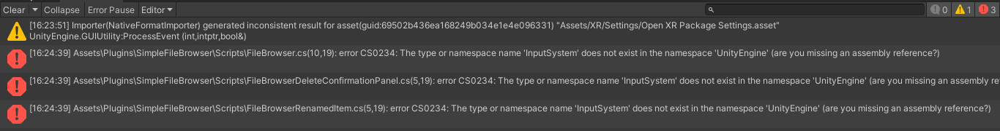 Clear Collapse Error Pause Editor 0 1 3
[16:23:51] Importer(NativeFormatImporter) generated inconsistent result for asset(guid:69502b436ea168249b034e1e4e096331) "Assets/XR/Settings/Open XR Package Settings.asset"
UnityEngine.GUIUtility:ProcessEvent (int,intptr,bool&)
[16:24:39] Assets\Plugins\SimpleFileBrowser\Scripts\FileBrowser.cs(10,19): error CS0234: The type or namespace name 'InputSystem' does not exist in the namespace 'UnityEngine' (are you missing an assembly reference?)
[16:24:39] Assets\Plugins\SimpleFileBrowser\Scripts\FileBrowserDeleteConfirmationPanel.cs(5,19): error CS0234: The type or namespace name 'InputSystem' does not exist in the namespace 'UnityEngine' (are you missing an assembly re
[16:24:39] Assets\Plugins\SimpleFileBrowser\Scripts\FileBrowserRenamedItem.cs(5,19): error CS0234: The type or namespace name 'InputSystem' does not exist in the namespace 'UnityEngine' (are you missing an assembly reference?)